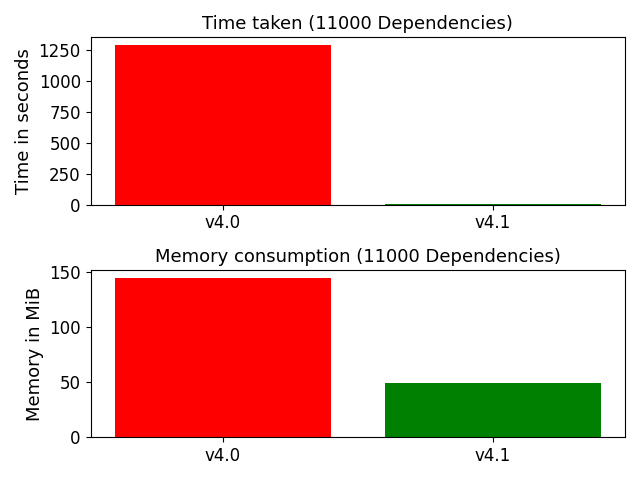 Time taken (11000 Dependencies)
Time in seconds
1250
1000
750
500
250
0
v4.0 v4.1
Memory consumption (11000 Dependencies)
Memory in MiB
150
100
50
0
v4.0 v4.1